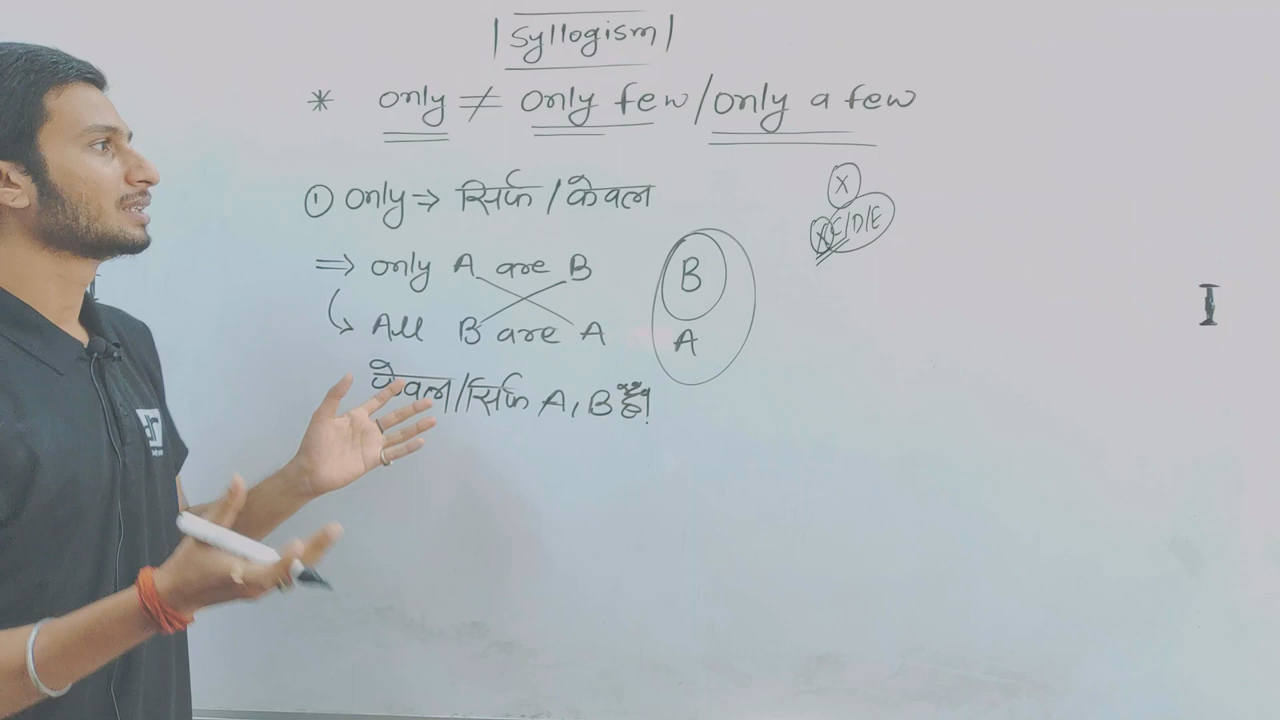 |Syllogism|
* only ≠ only few/only a few
① only ⇒ सिर्फ/केवल
⇒ only A are B
↳ All B are A
केवल/सिर्फ A, B हैं।
B
A
X
X C/D/E
I